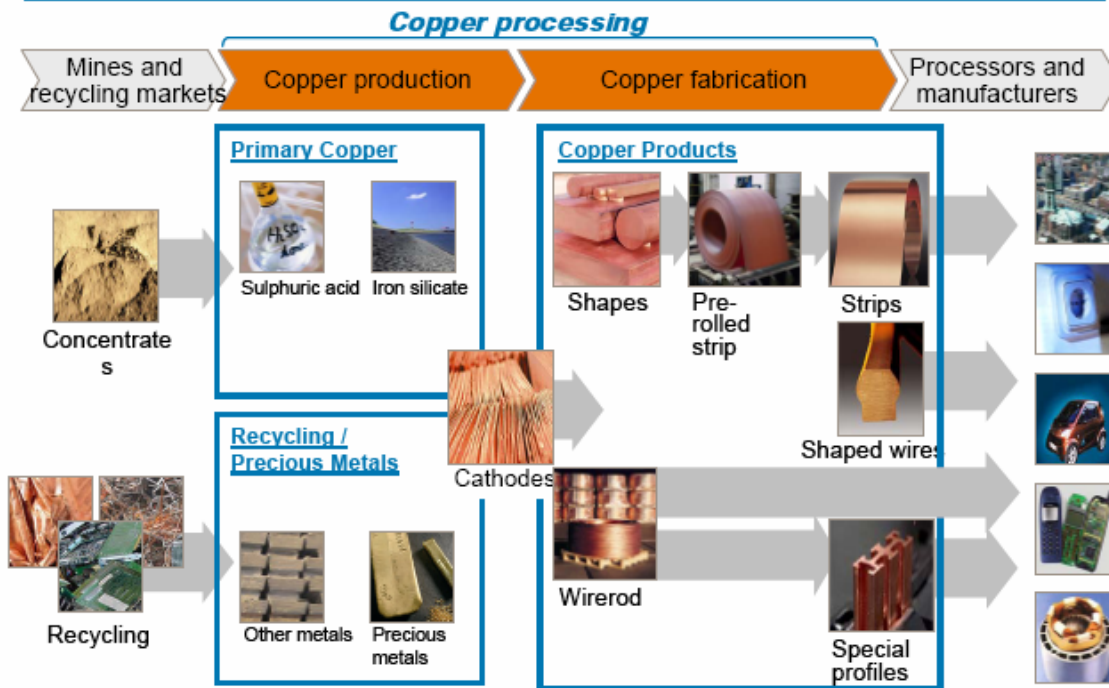 Copper processing
Mines and
recycling markets
Copper production
Copper fabrication
Processors and
manufacturers
Primary Copper
Sulphuric acid
Iron silicate
Concentrate
s
Recycling /
Precious Metals
Cathodes
Other metals
Precious
metals
Recycling
Copper Products
Shapes
Pre-
rolled
strip
Strips
Shaped wires
Wirerod
Special
profiles